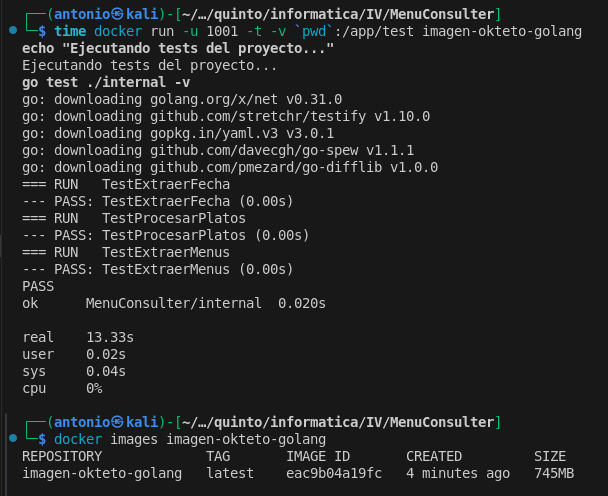 ┌──(antonio㉿kali)-[~/…/quinto/informatica/IV/MenuConsulter]
└─$ time docker run -u 1001 -t -v `pwd`:/app/test imagen-okteto-golang
echo "Ejecutando tests del proyecto..."
Ejecutando tests del proyecto...
go test ./internal -v
go: downloading golang.org/x/net v0.31.0
go: downloading github.com/stretchr/testify v1.10.0
go: downloading gopkg.in/yaml.v3 v3.0.1
go: downloading github.com/davecgh/go-spew v1.1.1
go: downloading github.com/pmezard/go-difflib v1.0.0
=== RUN   TestExtraerFecha
--- PASS: TestExtraerFecha (0.00s)
=== RUN   TestProcesarPlatos
--- PASS: TestProcesarPlatos (0.00s)
=== RUN   TestExtraerMenus
--- PASS: TestExtraerMenus (0.00s)
PASS
ok      MenuConsulter/internal  0.020s
real    13.33s
user    0.02s
sys     0.04s
cpu     0%
┌──(antonio㉿kali)-[~/…/quinto/informatica/IV/MenuConsulter]
└─$ docker images imagen-okteto-golang
REPOSITORY             TAG       IMAGE ID       CREATED         SIZE
imagen-okteto-golang   latest    eac9b04a19fc   4 minutes ago   745MB